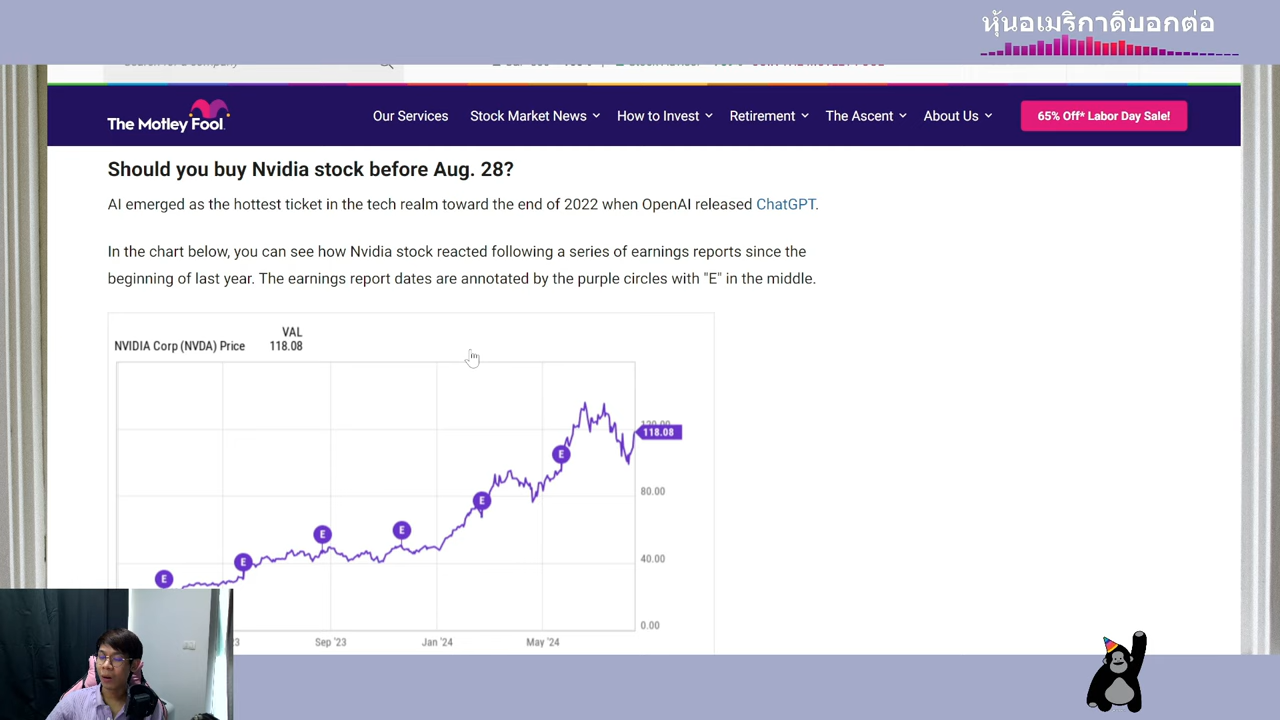 หุ้นอเมริกาดีบอกต่อ
The Motley Fool.
Our Services
Stock Market News
How to Invest
Retirement
The Ascent
About Us
65% Off* Labor Day Sale!
Should you buy Nvidia stock before Aug. 28?
AI emerged as the hottest ticket in the tech realm toward the end of 2022 when OpenAI released ChatGPT.
In the chart below, you can see how Nvidia stock reacted following a series of earnings reports since the
beginning of last year. The earnings report dates are annotated by the purple circles with "E" in the middle.
VAL
NVIDIA Corp (NVDA) Price 118.08
120.00
118.08
E
E
80.00
E
E
40.00
E
E
0.00
Sep '23
Jan '24
May '24